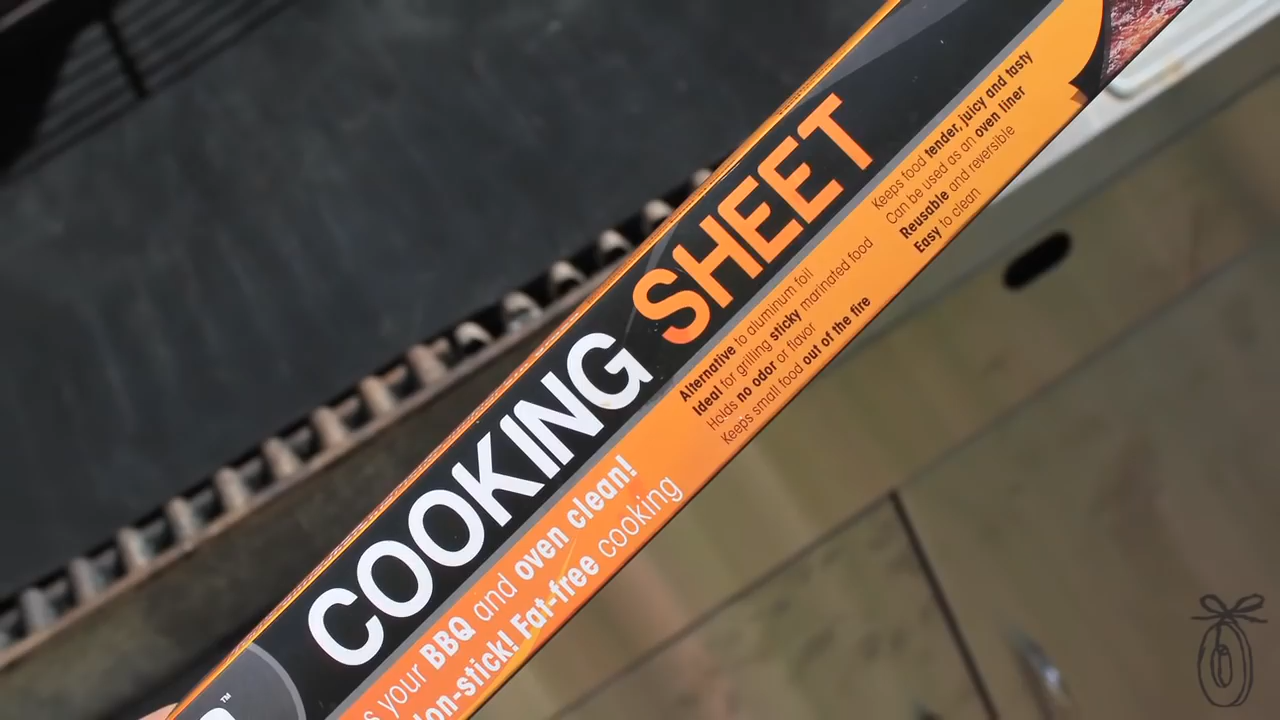 COOKING SHEET
your BBQ and oven clean!
Fat-free cooking
Alternative to aluminum foil
Ideal for grilling sticky marinated food
Holds no odor or flavor
Keeps small food out of the fire
Keeps food tender, juicy and tasty
Can be used as an oven liner
Reusable and reversible
Easy to clean